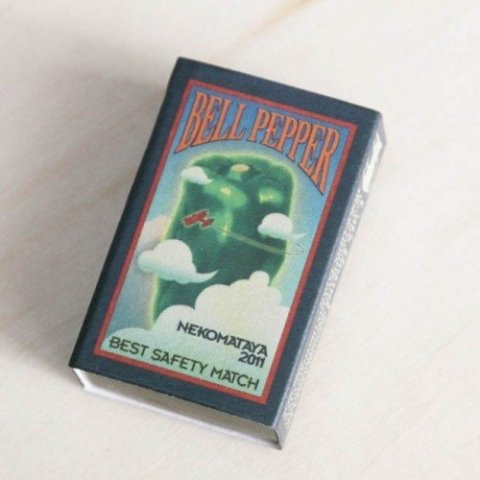 BELL PEPPER
NEKOMATAYA
2011
BEST SAFETY MATCH